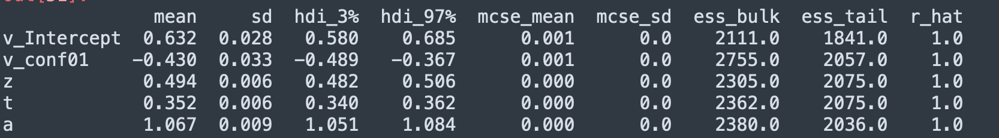 mean sd hdi_3% hdi_97% mcse_mean mcse_sd ess_bulk ess_tail r_hat
v_Intercept 0.632 0.028 0.580 0.685 0.001 0.0 2111.0 1841.0 1.0
v_conf01 −0.430 0.033 −0.489 −0.367 0.001 0.0 2755.0 2057.0 1.0
z 0.494 0.006 0.482 0.506 0.000 0.0 2305.0 2075.0 1.0
t 0.352 0.006 0.340 0.362 0.000 0.0 2362.0 2075.0 1.0
a 1.067 0.009 1.051 1.084 0.000 0.0 2380.0 2036.0 1.0